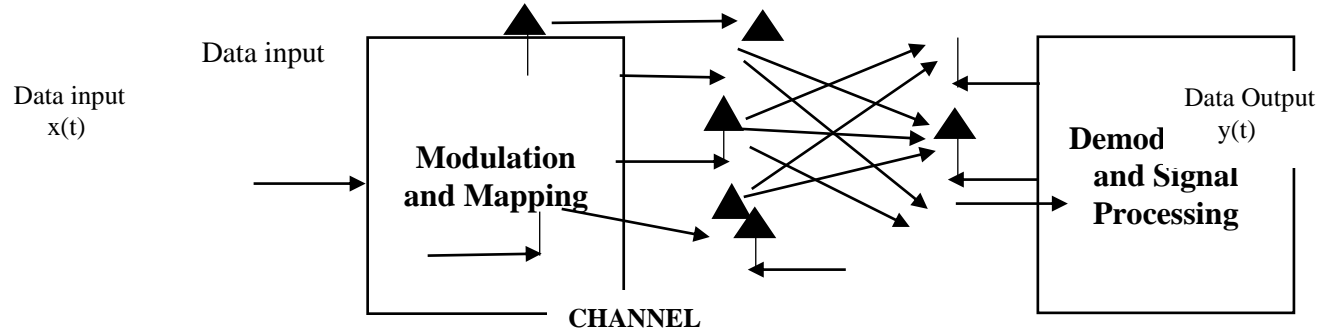 Data input
x(t)
Data input
Modulation
and Mapping
CHANNEL
Demod
and Signal
Processing
Data Output
y(t)